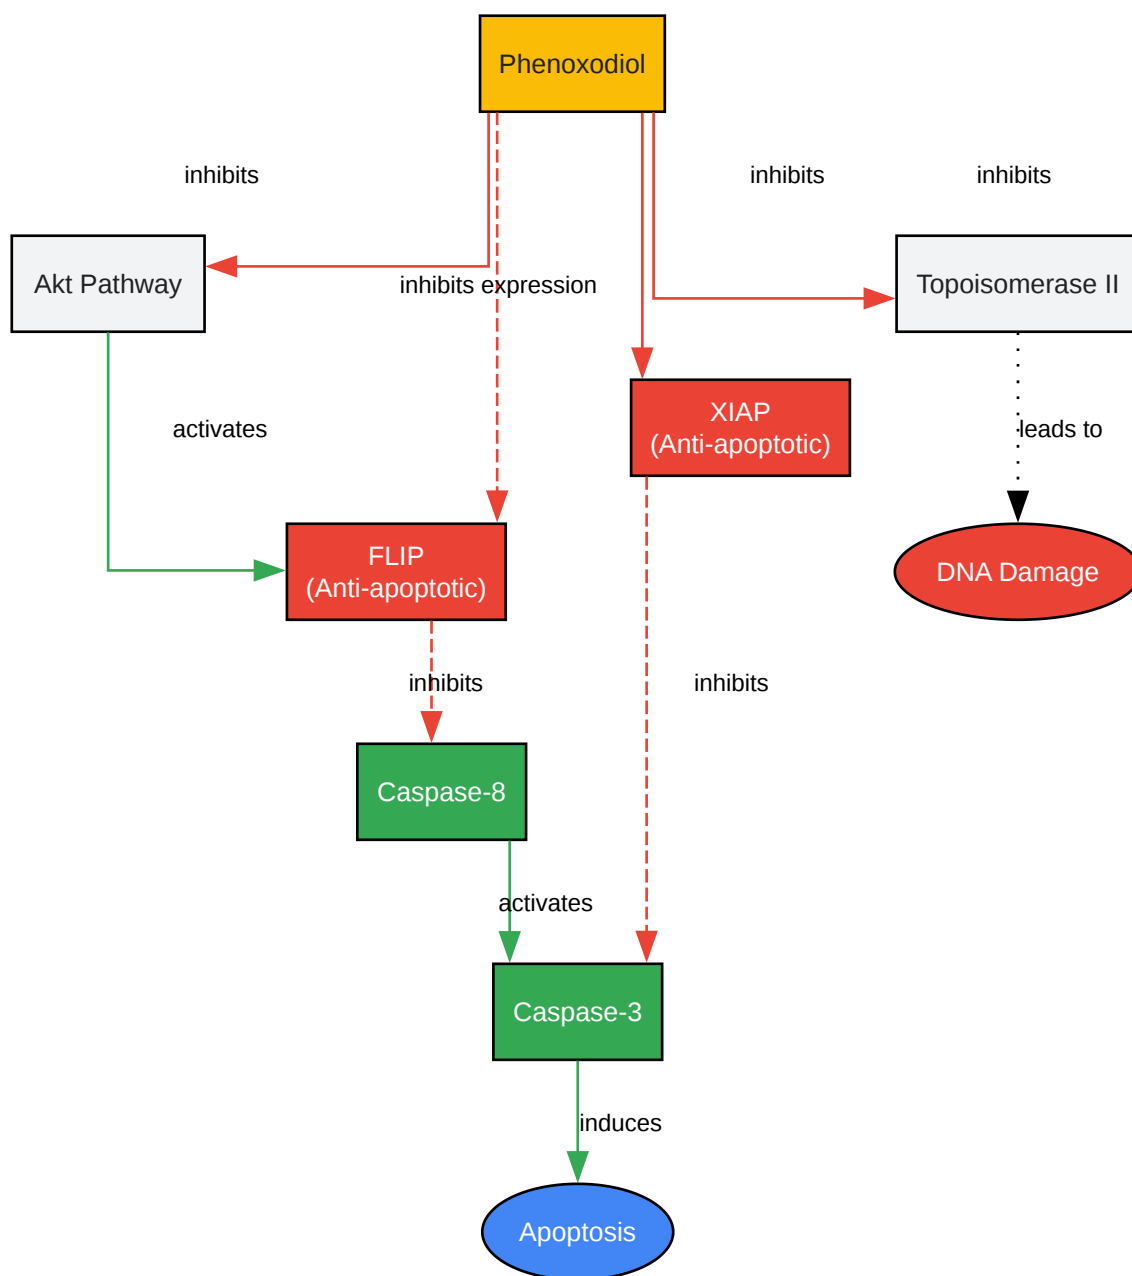 Phenoxodiol
inhibits
inhibits
inhibits
Akt Pathway
inhibits expression
Topoisomerase II
XIAP
(Anti-apoptotic)
activates
leads to
FLIP
(Anti-apoptotic)
DNA Damage
inhibits
inhibits
Caspase-8
activates
Caspase-3
induces
Apoptosis